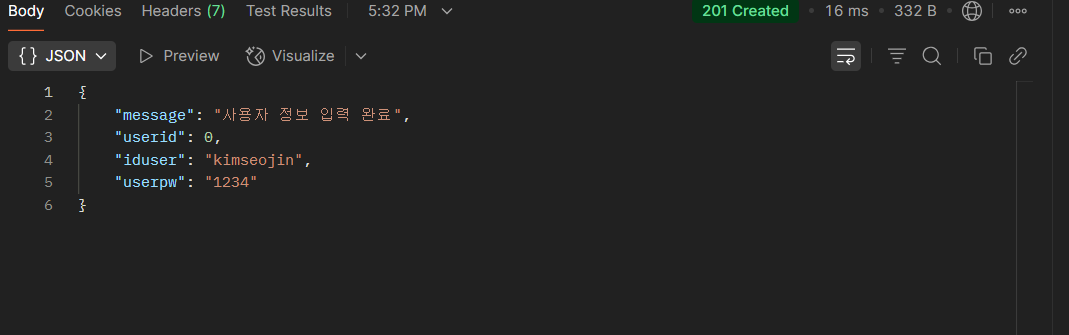 Body Cookies Headers (7) Test Results 5:32 PM 201 Created 16 ms 332 B
{} JSON Preview Visualize
1 {
2 "message": "사용자 정보 입력 완료",
3 "userid": 0,
4 "iduser": "kimseojin",
5 "userpw": "1234"
6 }